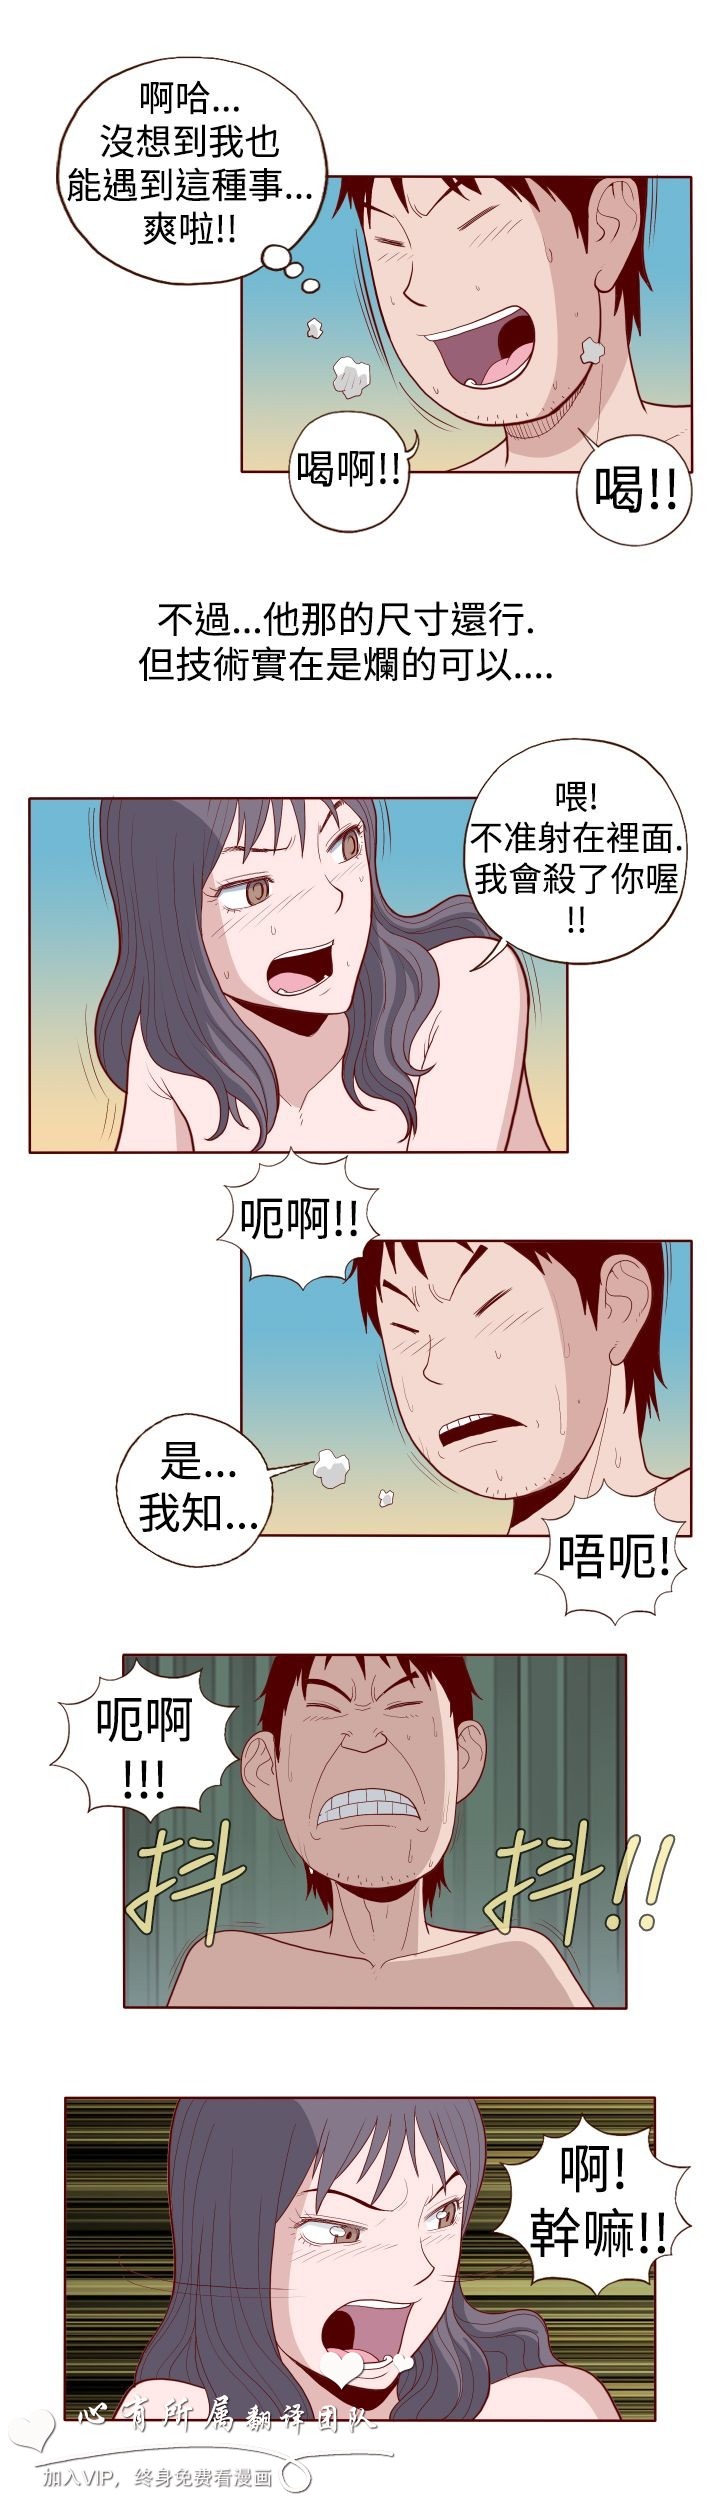 啊哈...
沒想到我也
能遇到這種事...
爽啦!!
喝啊!!
喝!!
不過...他那的尺寸還行.
但技術實在是爛的可以....
喂!
不准射在裡面.
我會殺了你喔
!!
呃啊!!
是...
我知...
唔呃!
呃啊
!!!
抖
抖!!
啊!
幹嘛!!
心有所属翻译团队
加入VIP，终身免费看漫画